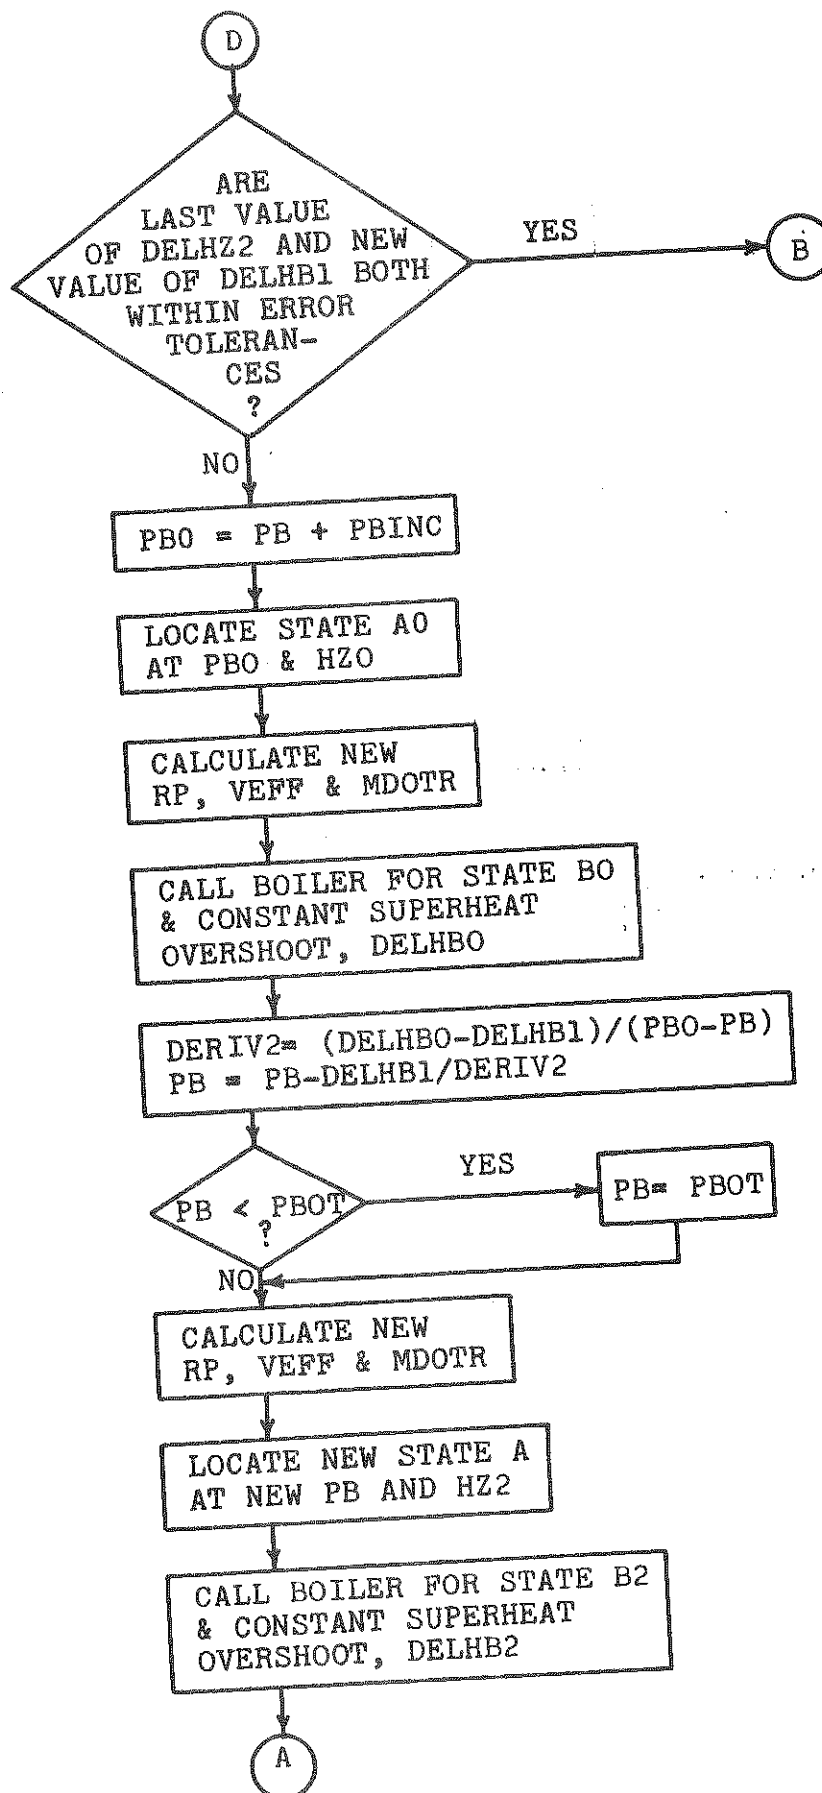 D
ARE
LAST VALUE
OF DELHZ2 AND NEW
VALUE OF DELHB1 BOTH
WITHIN ERROR
TOLERAN-
CES
?
YES
B
NO
PBO = PB + PBINC
LOCATE STATE AO
AT PBO & HZO
CALCULATE NEW
RP, VEFF & MDOTR
CALL BOILER FOR STATE BO
& CONSTANT SUPERHEAT
OVERSHOOT, DELHBO
DERIV2= (DELHBO-DELHB1)/(PBO-PB)
PB = PB-DELHB1/DERIV2
PB < PBOT
?
YES
PB= PBOT
NO
CALCULATE NEW
RP, VEFF & MDOTR
LOCATE NEW STATE A
AT NEW PB AND HZ2
CALL BOILER FOR STATE B2
& CONSTANT SUPERHEAT
OVERSHOOT, DELHB2
A